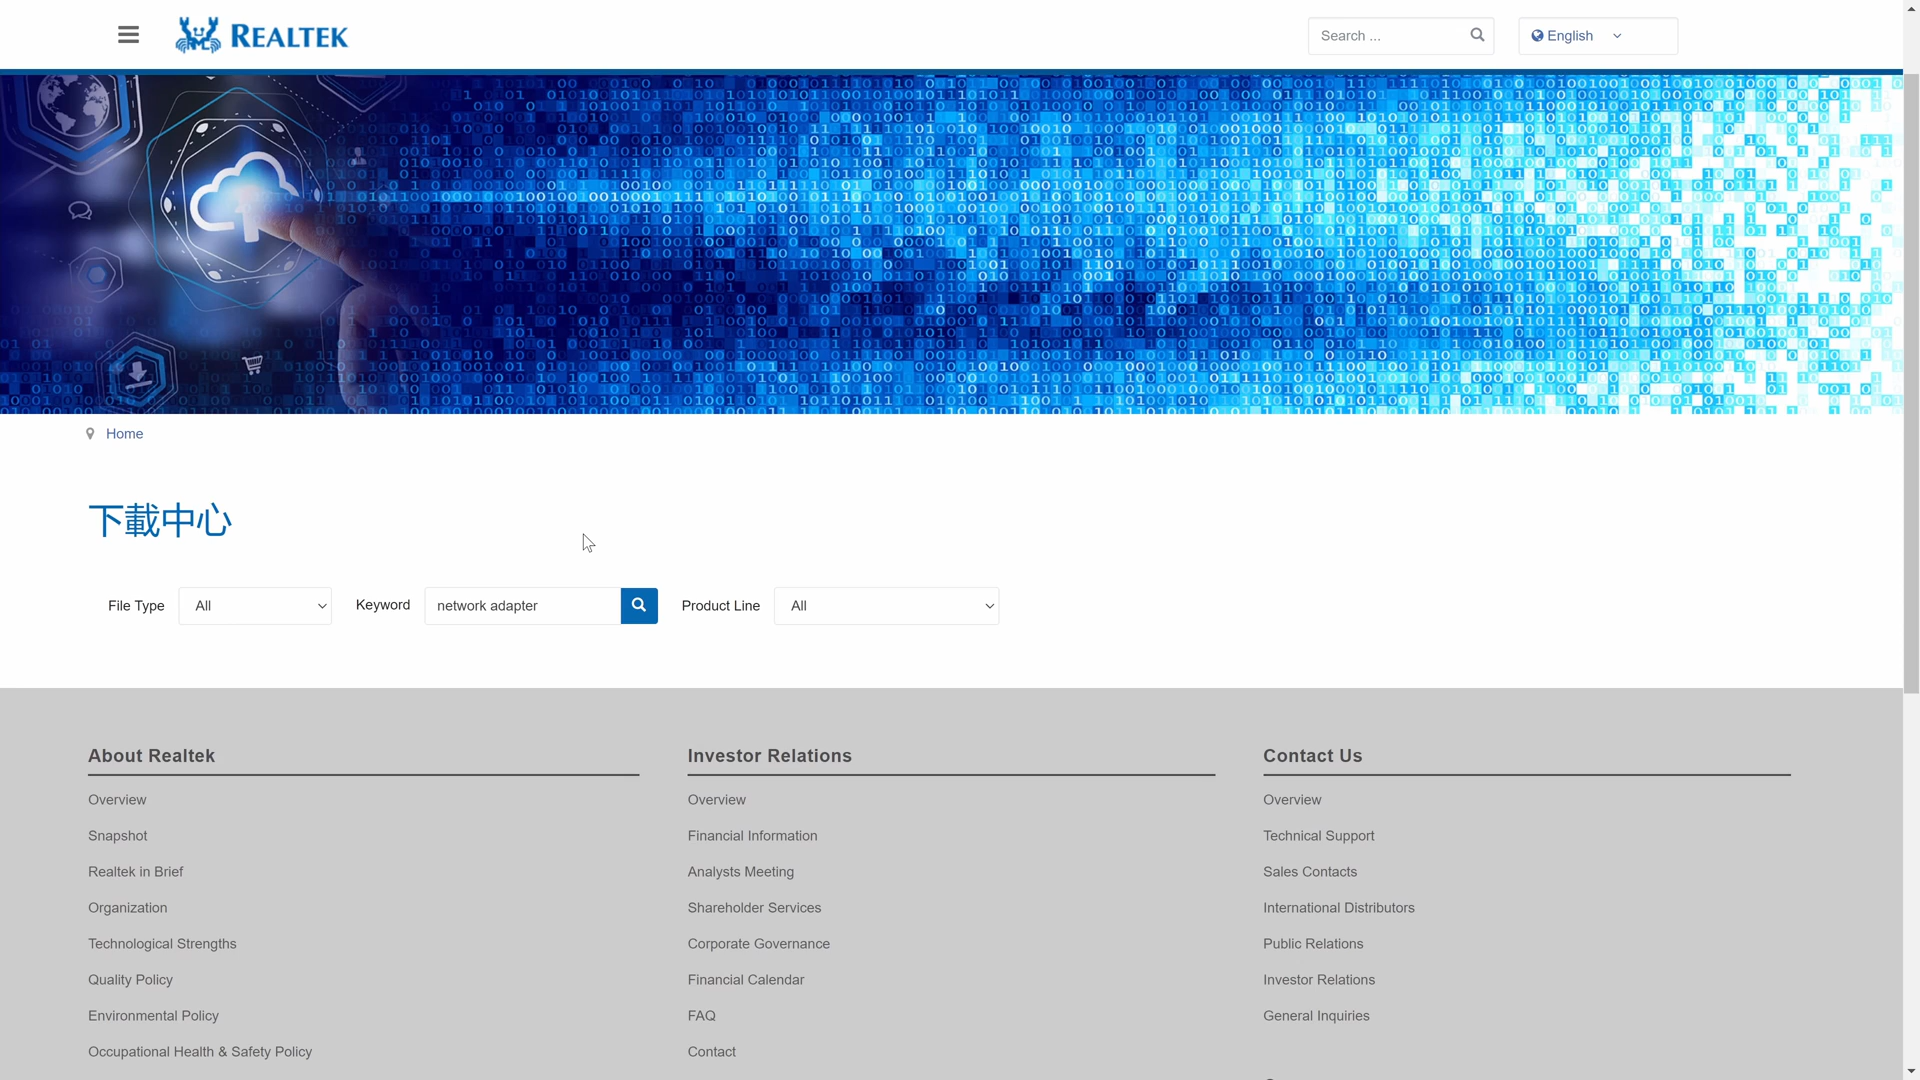 REALTEK
Search ...
English
Home
下載中心
File Type
All
Keyword
network adapter
Product Line
All
About Realtek
Overview
Snapshot
Realtek in Brief
Organization
Technological Strengths
Quality Policy
Environmental Policy
Occupational Health & Safety Policy
Investor Relations
Overview
Financial Information
Analysts Meeting
Shareholder Services
Corporate Governance
Financial Calendar
FAQ
Contact
Contact Us
Overview
Technical Support
Sales Contacts
International Distributors
Public Relations
Investor Relations
General Inquiries